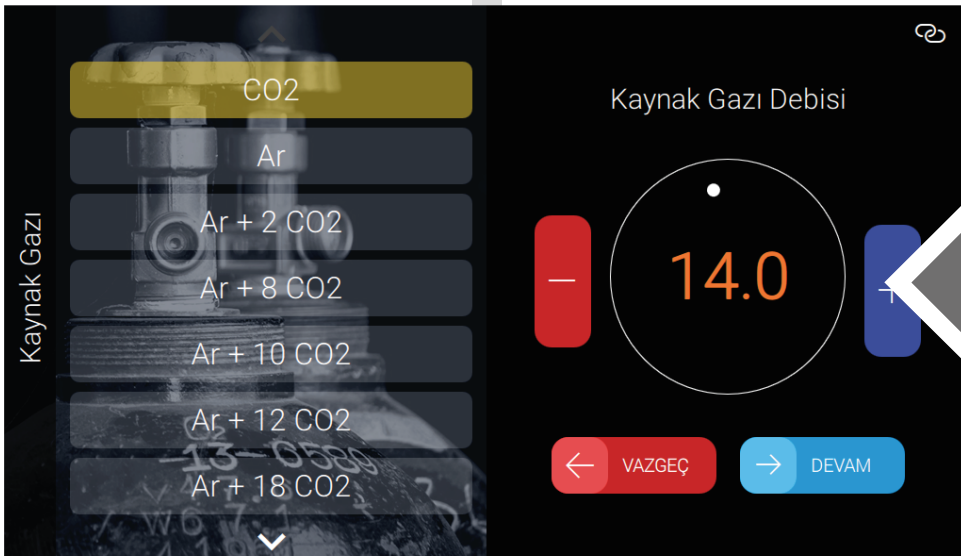 Kaynak Gazı
CO2
Ar
Ar + 2 CO2
Ar + 8 CO2
Ar + 10 CO2
Ar + 12 CO2
Ar + 18 CO2
Kaynak Gazı Debisi
−
14.0
+
VAZGEÇ
DEVAM